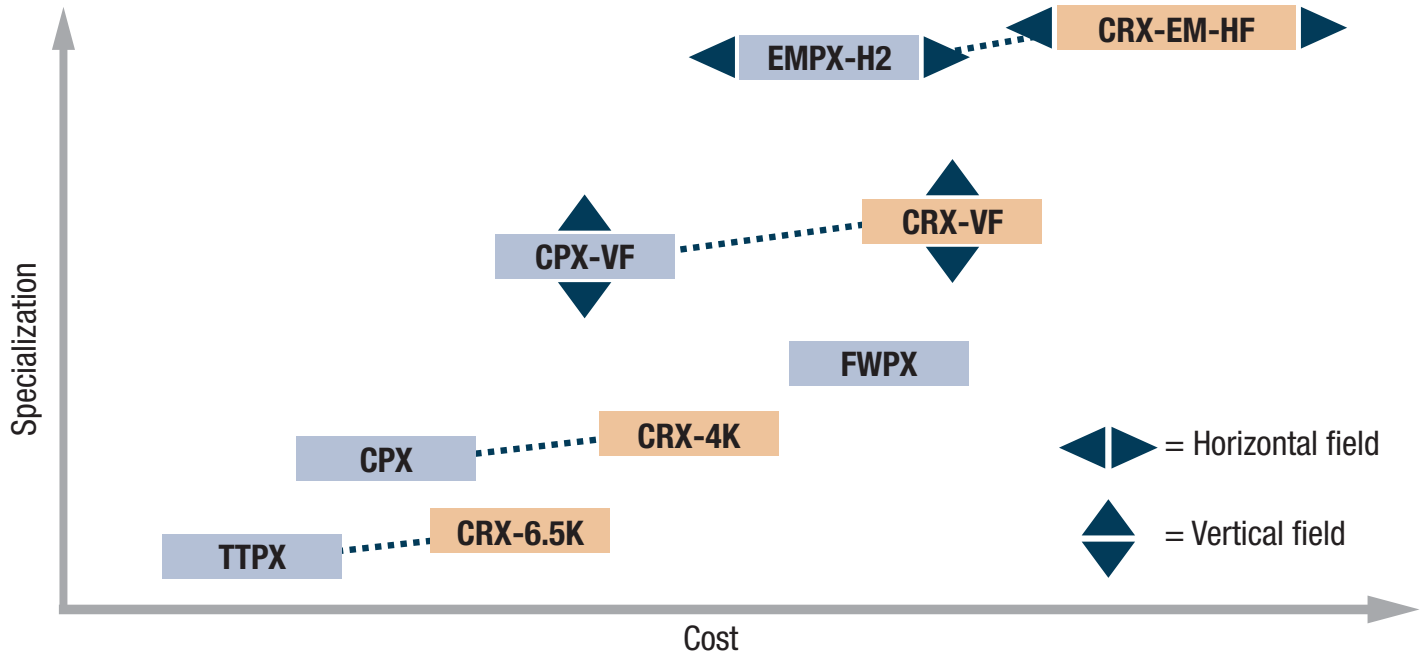 CRX-EM-HF
EMPX-H2
CRX-VF
CPX-VF
FWPX
CRX-4K
CPX
CRX-6.5K
TTPX
= Horizontal field
= Vertical field
Specialization
Cost